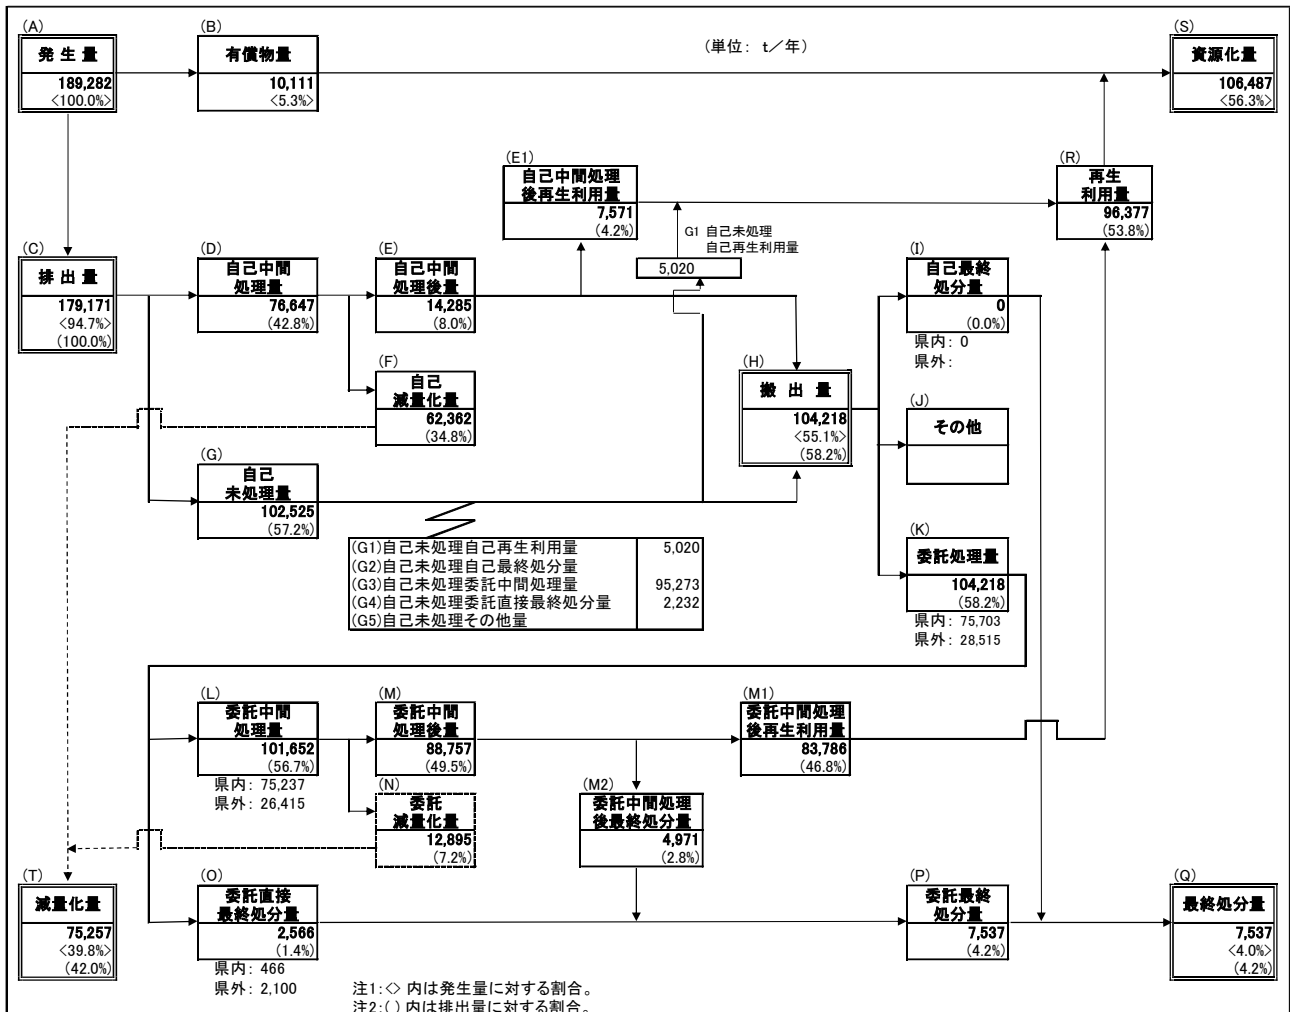 (A)
発 生 量
189,282
<100.0%>
(B)
有償物量
10,111
<5.3%>
(単位: t/年)
(S)
資源化量
106,487
<56.3%>
(E1)
自己中間処理
後再生利用量
7,571
(4.2%)
(R)
再生
利用量
96,377
(53.8%)
G1 自己未処理
自己再生利用量
5,020
(C)
排 出 量
179,171
<94.7%>
(100.0%)
(D)
自己中間
処理量
76,647
(42.8%)
(E)
自己中間
処理後量
14,285
(8.0%)
(I)
自己最終
処分量
0
(0.0%)
県内: 0
県外:
(F)
自己
減量化量
62,362
(34.8%)
(H)
搬 出 量
104,218
<55.1%>
(58.2%)
(J)
その他
(G)
自己
未処理量
102,525
(57.2%)
(G1)自己未処理自己再生利用量 5,020
(G2)自己未処理自己最終処分量
(G3)自己未処理委託中間処理量 95,273
(G4)自己未処理委託直接最終処分量 2,232
(G5)自己未処理その他量
(K)
委託処理量
104,218
(58.2%)
県内: 75,703
県外: 28,515
(L)
委託中間
処理量
101,652
(56.7%)
県内: 75,237
県外: 26,415
(M)
委託中間
処理後量
88,757
(49.5%)
(M1)
委託中間処理
後再生利用量
83,786
(46.8%)
(N)
委託
減量化量
12,895
(7.2%)
(M2)
委託中間処理
後最終処分量
4,971
(2.8%)
(T)
減量化量
75,257
<39.8%>
(42.0%)
(O)
委託直接
最終処分量
2,566
(1.4%)
県内: 466
県外: 2,100
(P)
委託最終
処分量
7,537
(4.2%)
(Q)
最終処分量
7,537
<4.0%>
(4.2%)
注1:<> 内は発生量に対する割合。
注2:( ) 内は排出量に対する割合。